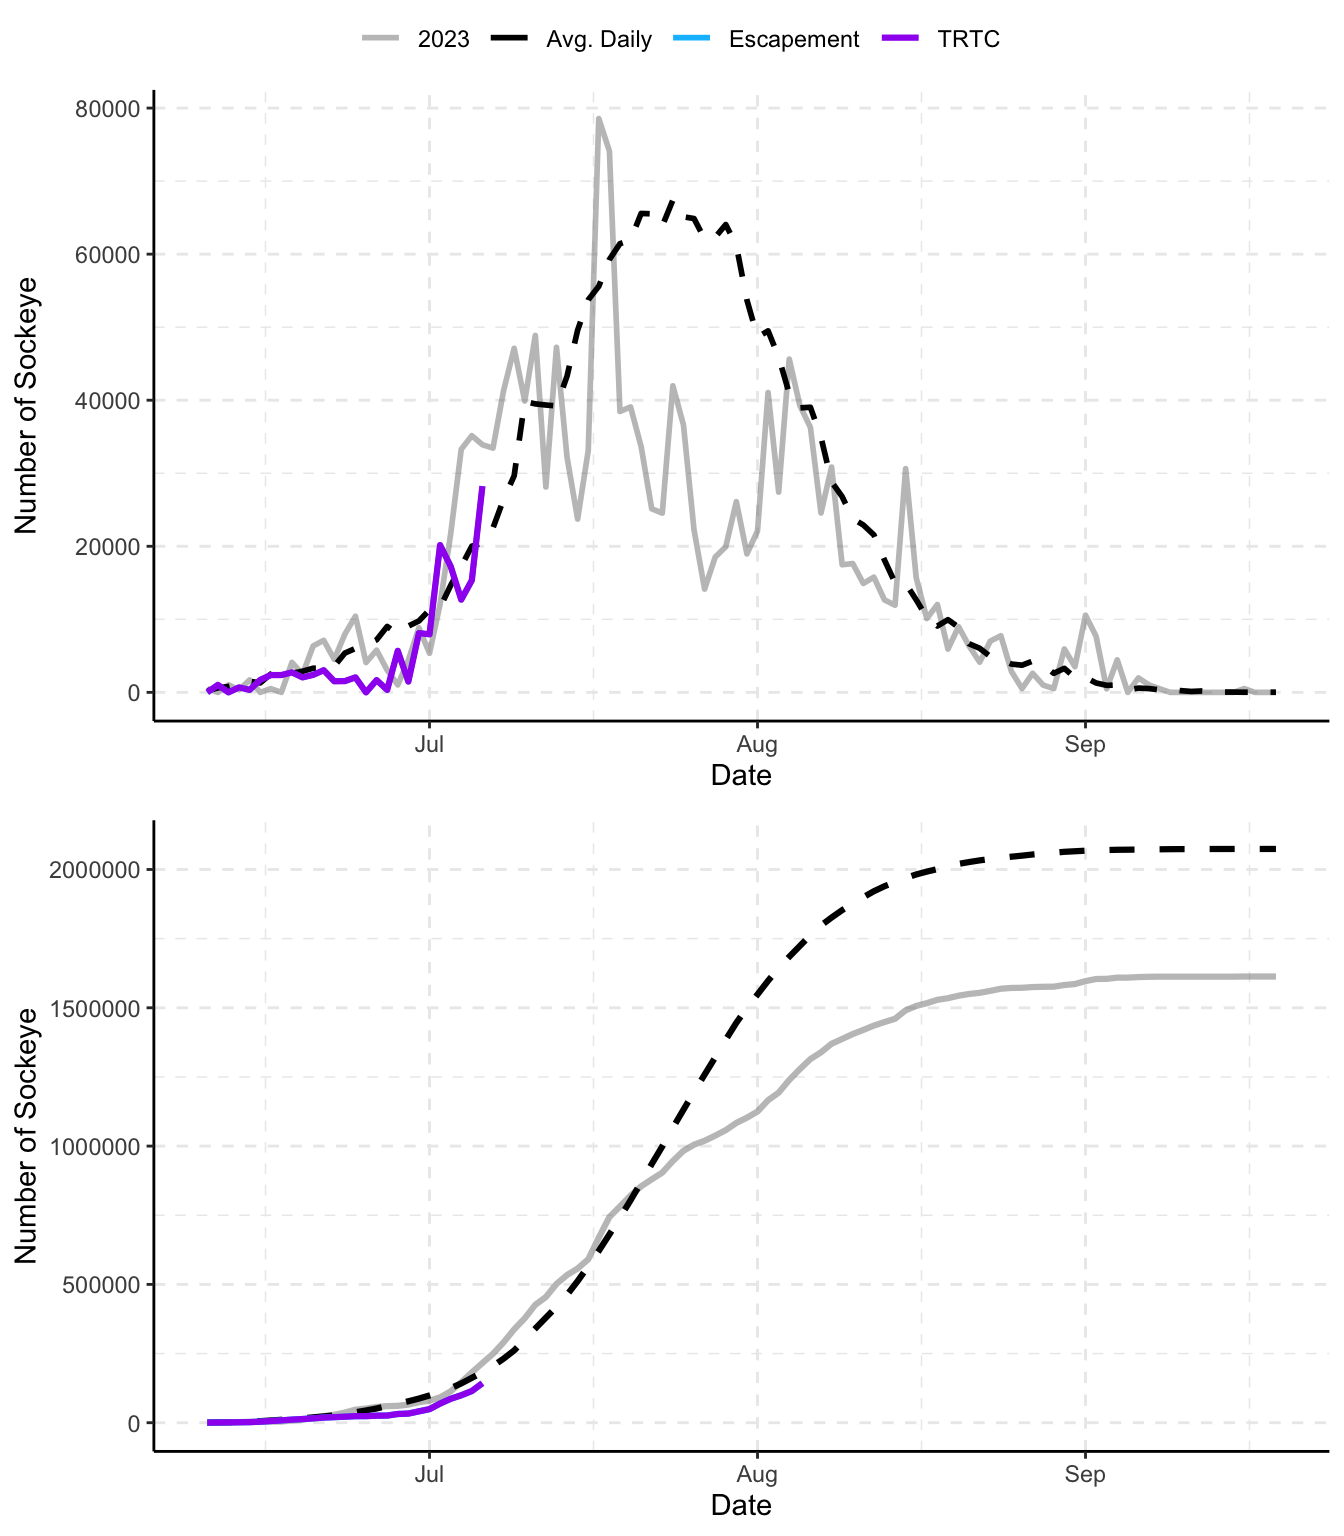 2023 Avg. Daily Escapement TRTC
80000
60000
40000
20000
0
Number of Sockeye
Jul Aug Sep
Date
2000000
1500000
1000000
500000
0
Number of Sockeye
Jul Aug Sep
Date